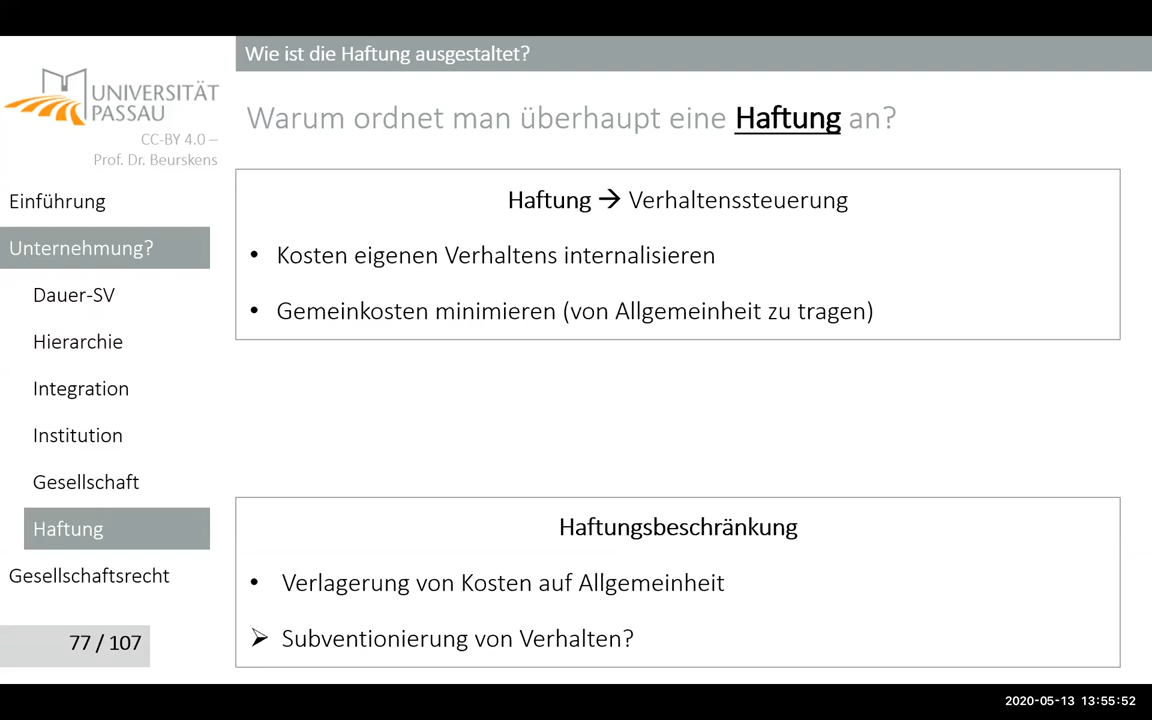 Wie ist die Haftung ausgestaltet?
UNIVERSITÄT
PASSAU
CC-BY 4.0 –
Prof. Dr. Beurskens
Einführung
Unternehmung?
Dauer-SV
Hierarchie
Integration
Institution
Gesellschaft
Haftung
Gesellschaftsrecht
77 / 107
Warum ordnet man überhaupt eine Haftung an?
Haftung → Verhaltenssteuerung
• Kosten eigenen Verhaltens internalisieren
• Gemeinkosten minimieren (von Allgemeinheit zu tragen)
Haftungsbeschränkung
• Verlagerung von Kosten auf Allgemeinheit
➢ Subventionierung von Verhalten?
2020-05-13 13:55:52